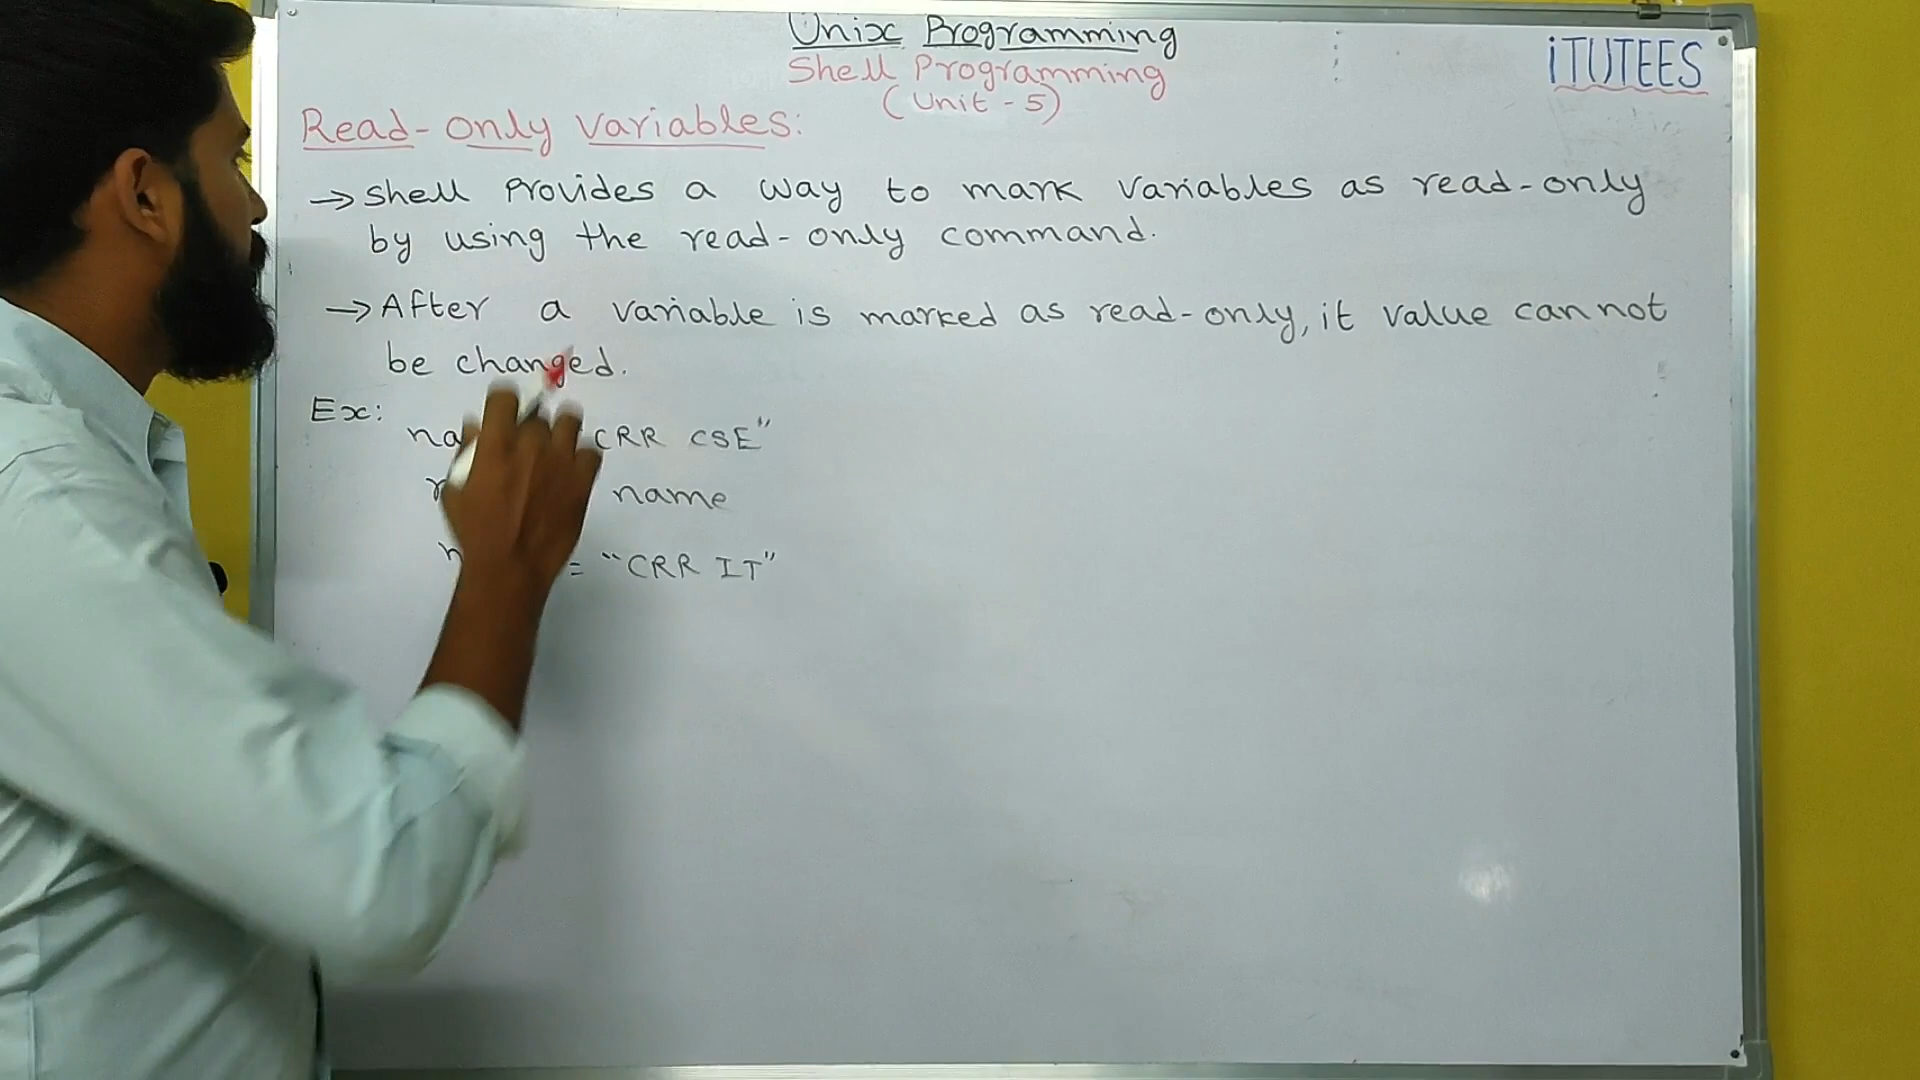 Unix Programming
iTUTEES
Shell Programming
(Unit - 5)
Read-only variables:
→ Shell Provides a way to mark variables as read-only
by using the read-only command.
→ After a variable is marked as read-only, it value can not
be changed.
Ex:
CRR CSE"
name
= "CRR IT"